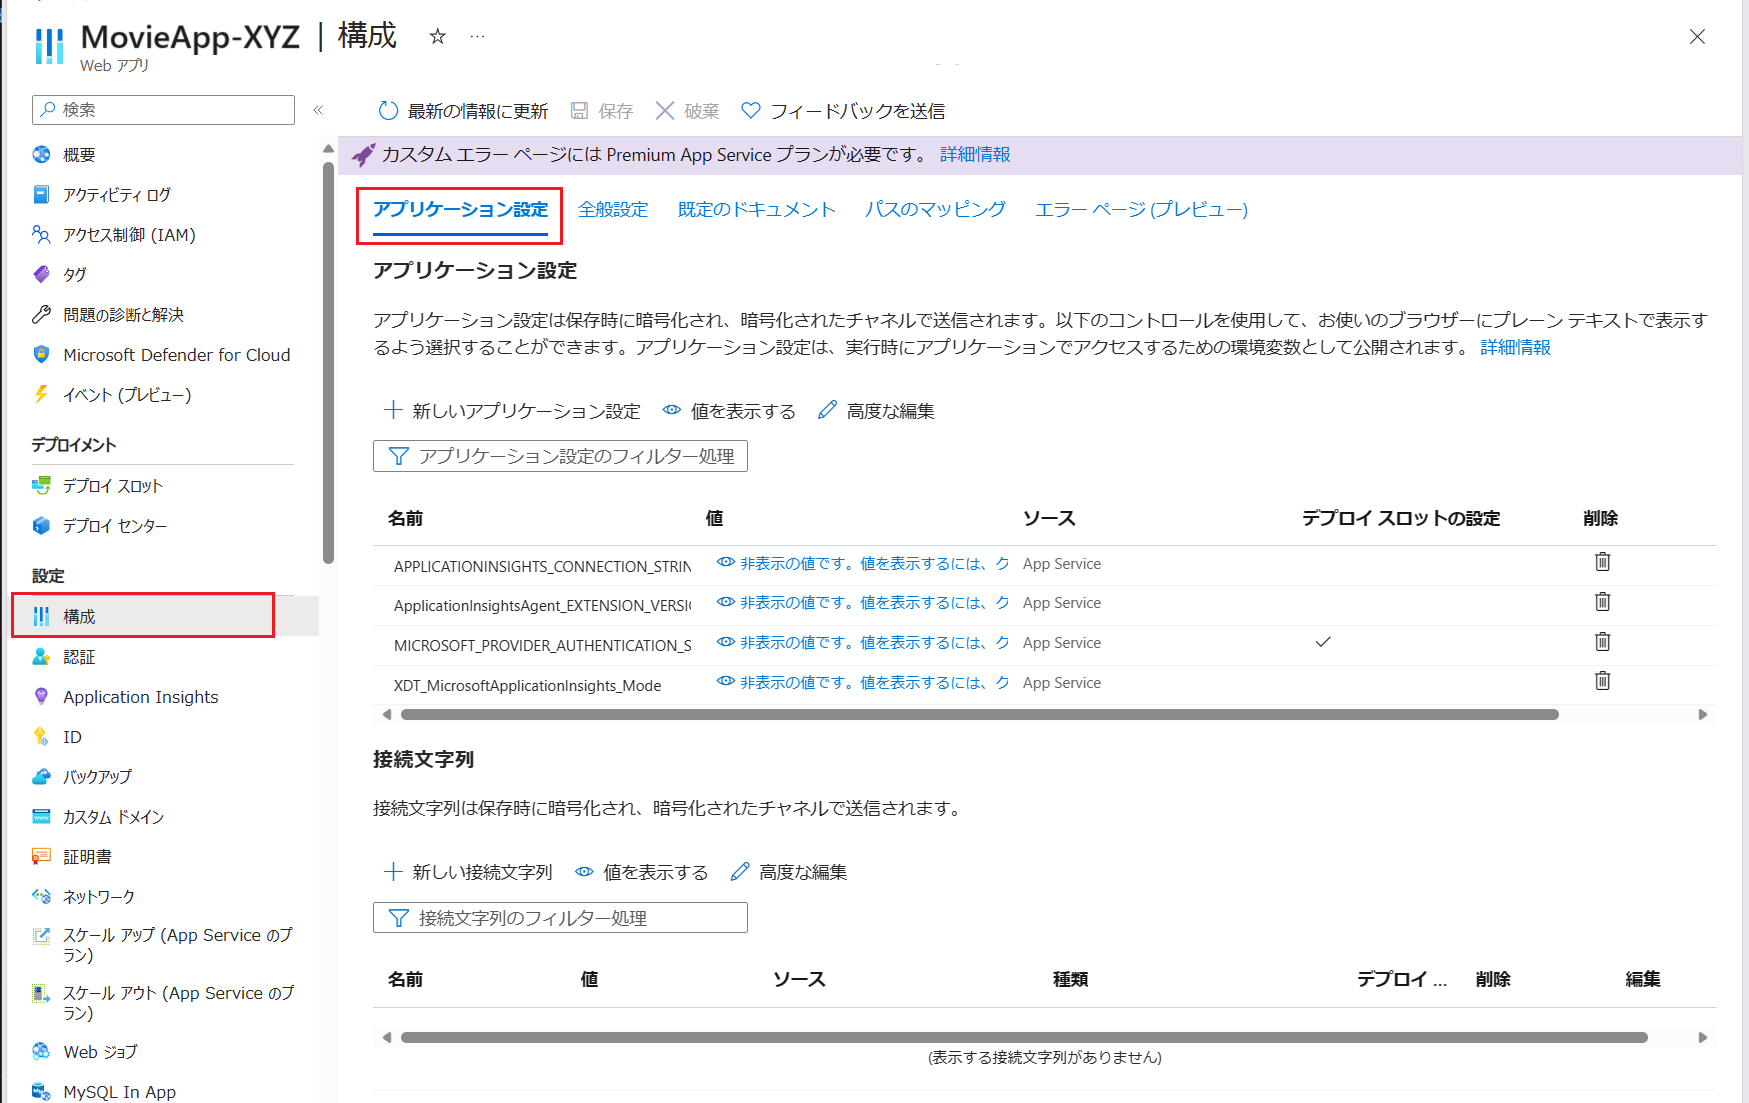 MovieApp-XYZ | 構成 ☆ …
Web アプリ
検索
概要
アクティビティ ログ
アクセス制御 (IAM)
タグ
問題の診断と解決
Microsoft Defender for Cloud
イベント (プレビュー)
デプロイメント
デプロイ スロット
デプロイ センター
設定
構成
認証
Application Insights
ID
バックアップ
カスタム ドメイン
証明書
ネットワーク
スケール アップ (App Service のプ
ラン)
スケール アウト (App Service のプ
ラン)
Web ジョブ
MySQL In App
最新の情報に更新 保存 破棄 フィードバックを送信
カスタム エラー ページには Premium App Service プランが必要です。 詳細情報
アプリケーション設定 全般設定 既定のドキュメント パスのマッピング エラー ページ (プレビュー)
アプリケーション設定
アプリケーション設定は保存時に暗号化され、暗号化されたチャネルで送信されます。以下のコントロールを使用して、お使いのブラウザーにプレーン テキストで表示す
るよう選択することができます。アプリケーション設定は、実行時にアプリケーションでアクセスするための環境変数として公開されます。 詳細情報
新しいアプリケーション設定 値を表示する 高度な編集
アプリケーション設定のフィルター処理
名前 値 ソース デプロイ スロットの設定 削除
APPLICATIONINSIGHTS_CONNECTION_STRIN 非表示の値です。値を表示するには、ク App Service
ApplicationInsightsAgent_EXTENSION_VERSI 非表示の値です。値を表示するには、ク App Service
MICROSOFT_PROVIDER_AUTHENTICATION_S 非表示の値です。値を表示するには、ク App Service
XDT_MicrosoftApplicationInsights_Mode 非表示の値です。値を表示するには、ク App Service
接続文字列
接続文字列は保存時に暗号化され、暗号化されたチャネルで送信されます。
新しい接続文字列 値を表示する 高度な編集
接続文字列のフィルター処理
名前 値 ソース 種類 デプロイ ... 削除 編集
(表示する接続文字列がありません)